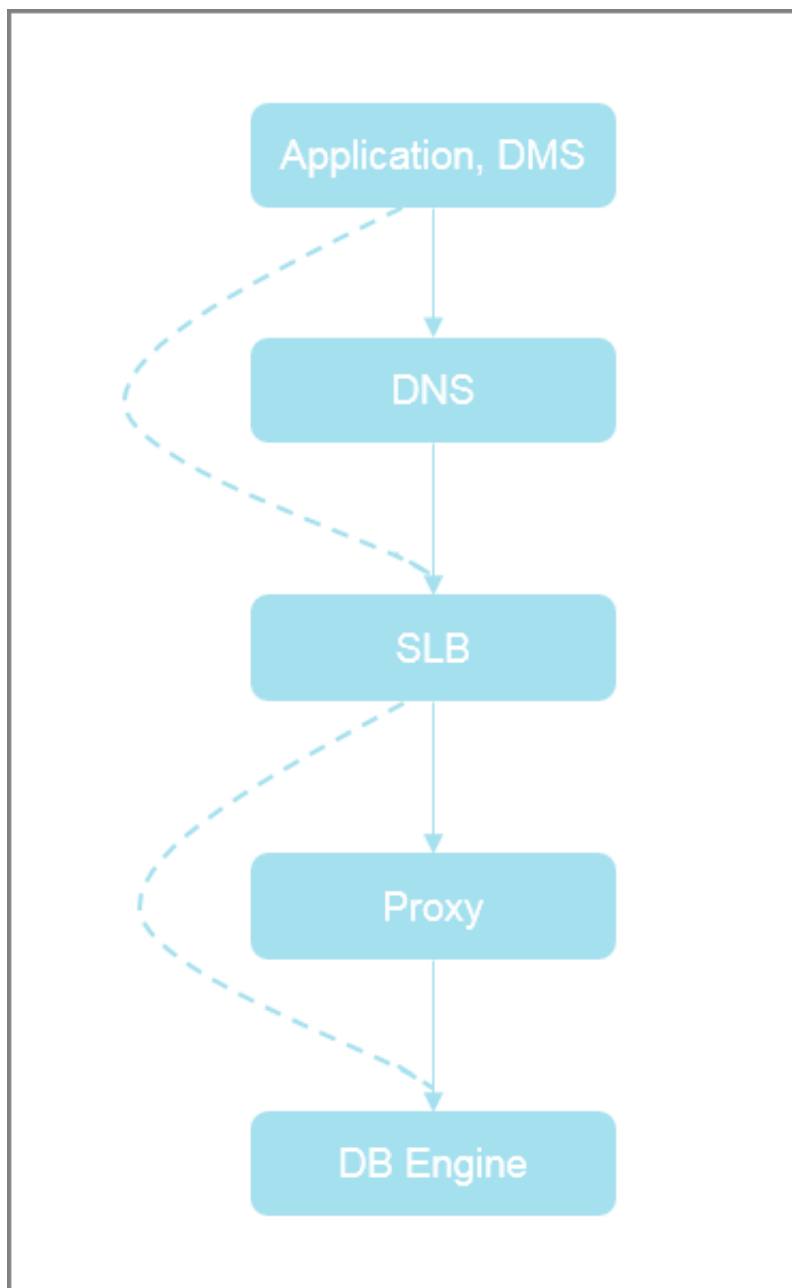 Application, DMS
DNS
SLB
Proxy
DB Engine